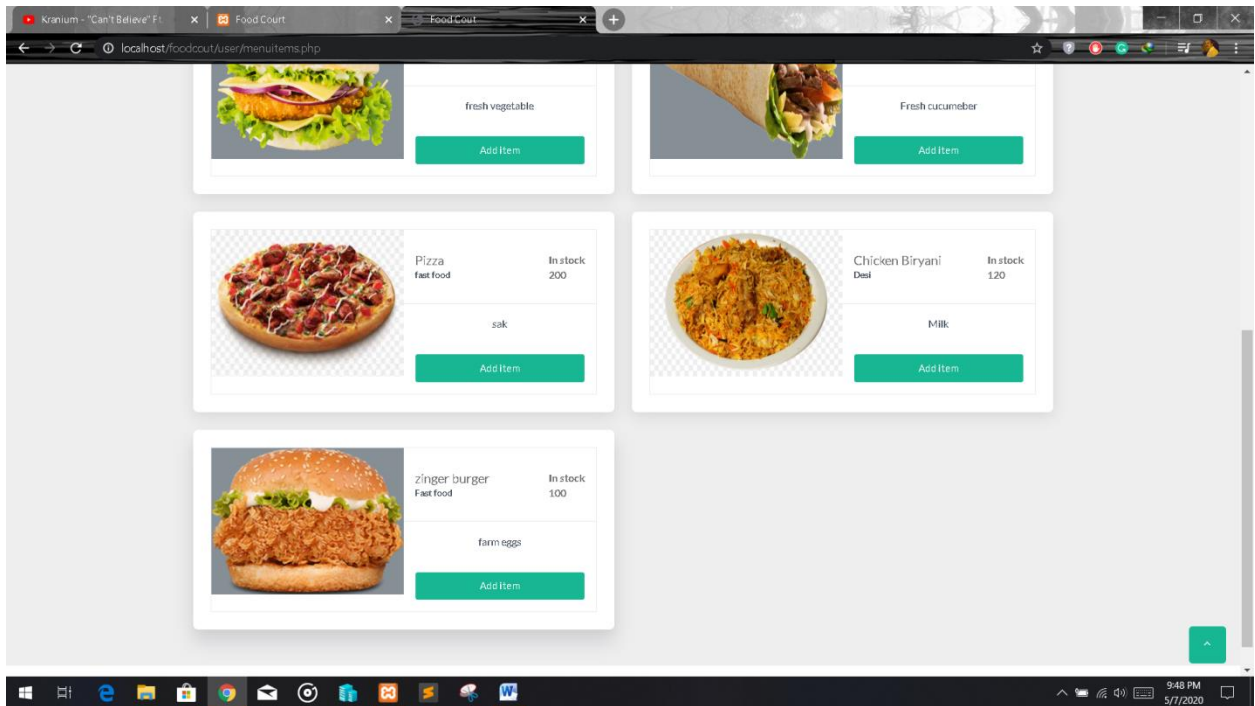 Kranium - "Can't Believe" Ft.
Food Court
Food Cout
localhost/foodcout/user/menuitems.php
fresh vegetable
Add Item
Fresh cucumeber
Add Item
Pizza
fast food
In stock
200
sak
Add Item
Chicken Biryani
Desi
In stock
120
Milk
Add Item
zinger burger
Fast food
In stock
100
farm eggs
Add Item
9:48 PM
5/7/2020